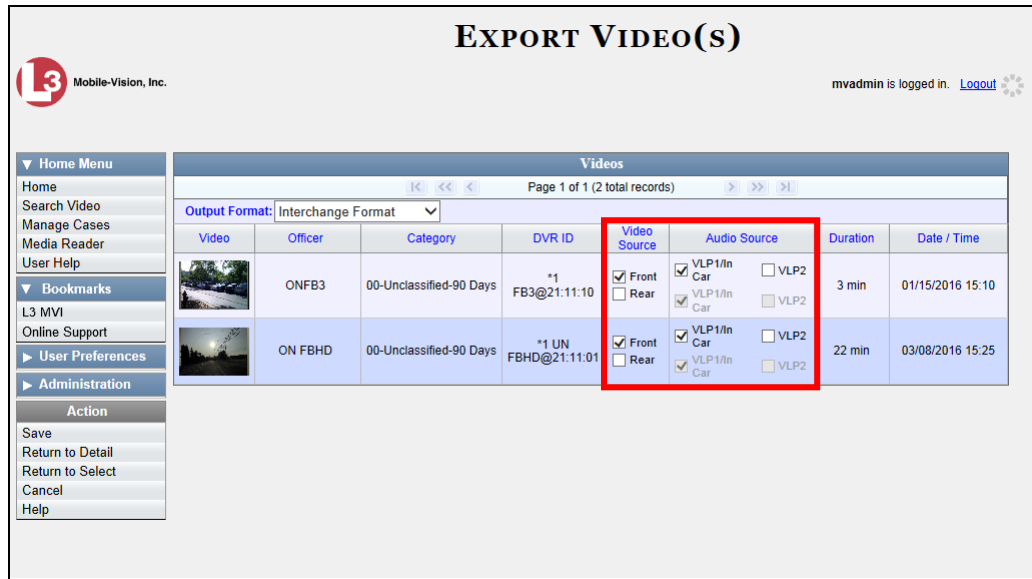 EXPORT VIDEO(S)
L3 Mobile-Vision, Inc.
mvadmin is logged in. Logout
▼ Home Menu
Home
Search Video
Manage Cases
Media Reader
User Help
▼ Bookmarks
L3 MVI
Online Support
▶ User Preferences
▶ Administration
Action
Save
Return to Detail
Return to Select
Cancel
Help
Videos
Page 1 of 1 (2 total records)
Output Format: Interchange Format
Video Officer Category DVR ID Video Source Audio Source Duration Date / Time
ONFB3 00-Unclassified-90 Days *1 FB3@21:11:10 Front Rear VLP1/In Car VLP2 VLP1/In Car VLP2 3 min 01/15/2016 15:10
ON FBHD 00-Unclassified-90 Days *1 UN FBHD@21:11:01 Front Rear VLP1/In Car VLP2 VLP1/In Car VLP2 22 min 03/08/2016 15:25